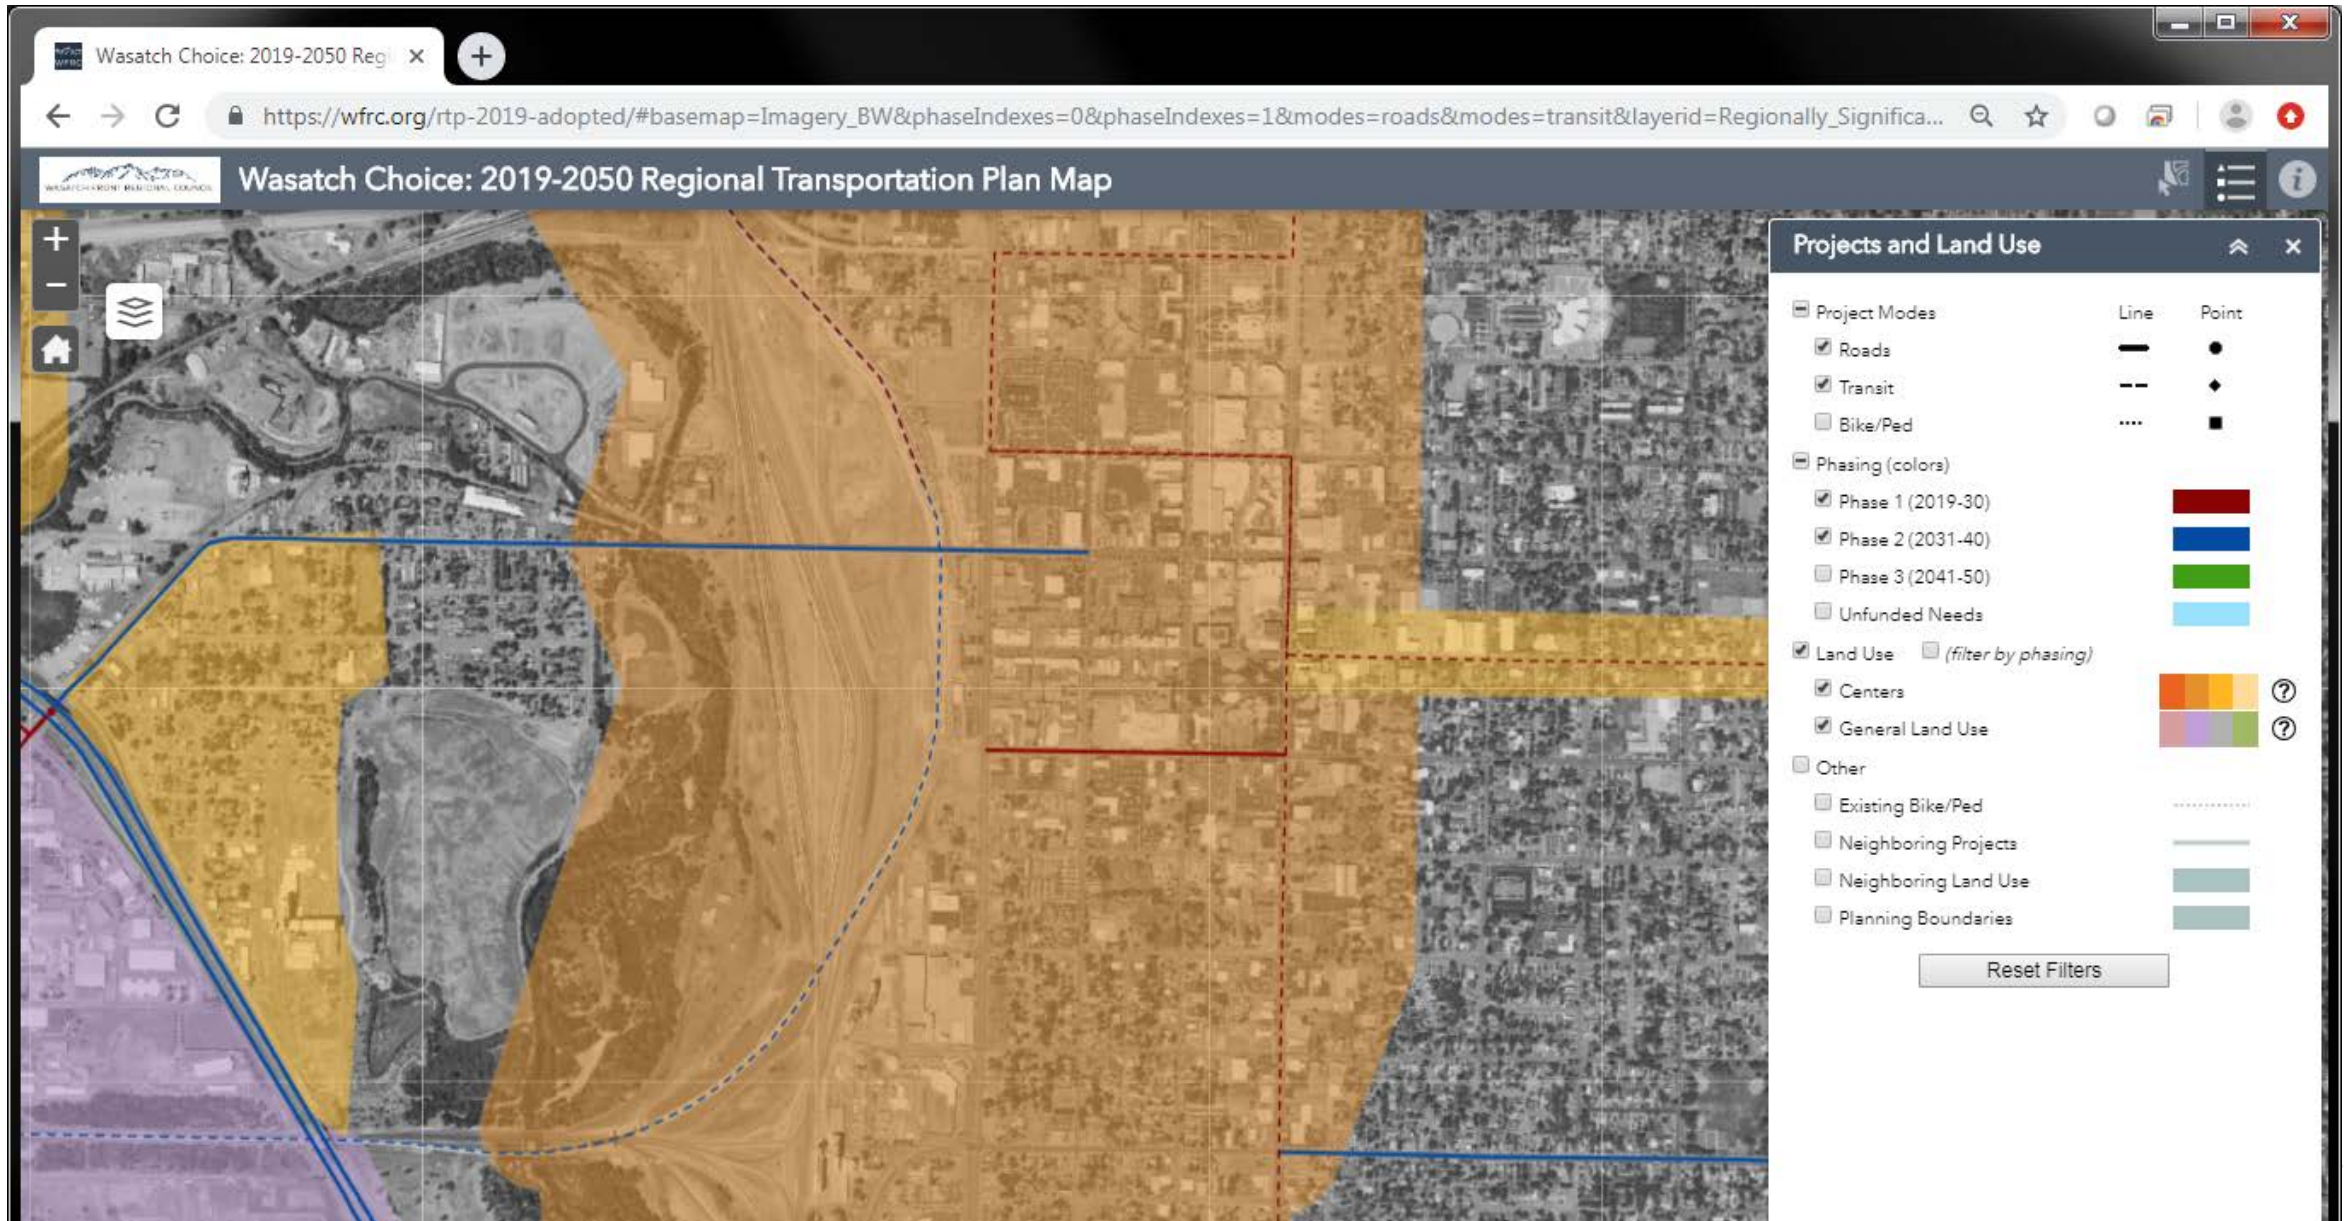 Wasatch Choice: 2019-2050 Reg
https://wfrc.org/rtp-2019-adopted/#basemap=Imagery_BW&phaseIndexes=0&phaseIndexes=1&modes=roads&modes=transit&layerid=Regionally_Significa...
WASATCH FRONT REGIONAL COUNCIL
Wasatch Choice: 2019-2050 Regional Transportation Plan Map
Projects and Land Use
Project Modes Line Point
Roads
Transit
Bike/Ped
Phasing (colors)
Phase 1 (2019-30)
Phase 2 (2031-40)
Phase 3 (2041-50)
Unfunded Needs
Land Use (filter by phasing)
Centers
General Land Use
Other
Existing Bike/Ped
Neighboring Projects
Neighboring Land Use
Planning Boundaries
Reset Filters